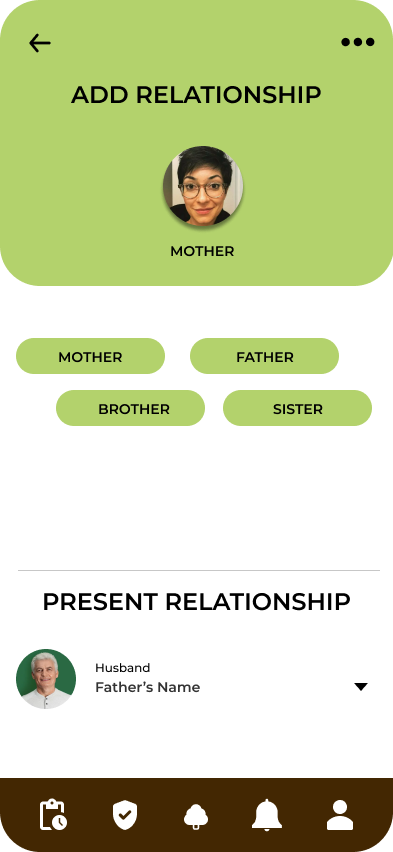 ADD RELATIONSHIP
MOTHER
MOTHER FATHER
BROTHER SISTER
PRESENT RELATIONSHIP
Husband
Father's Name